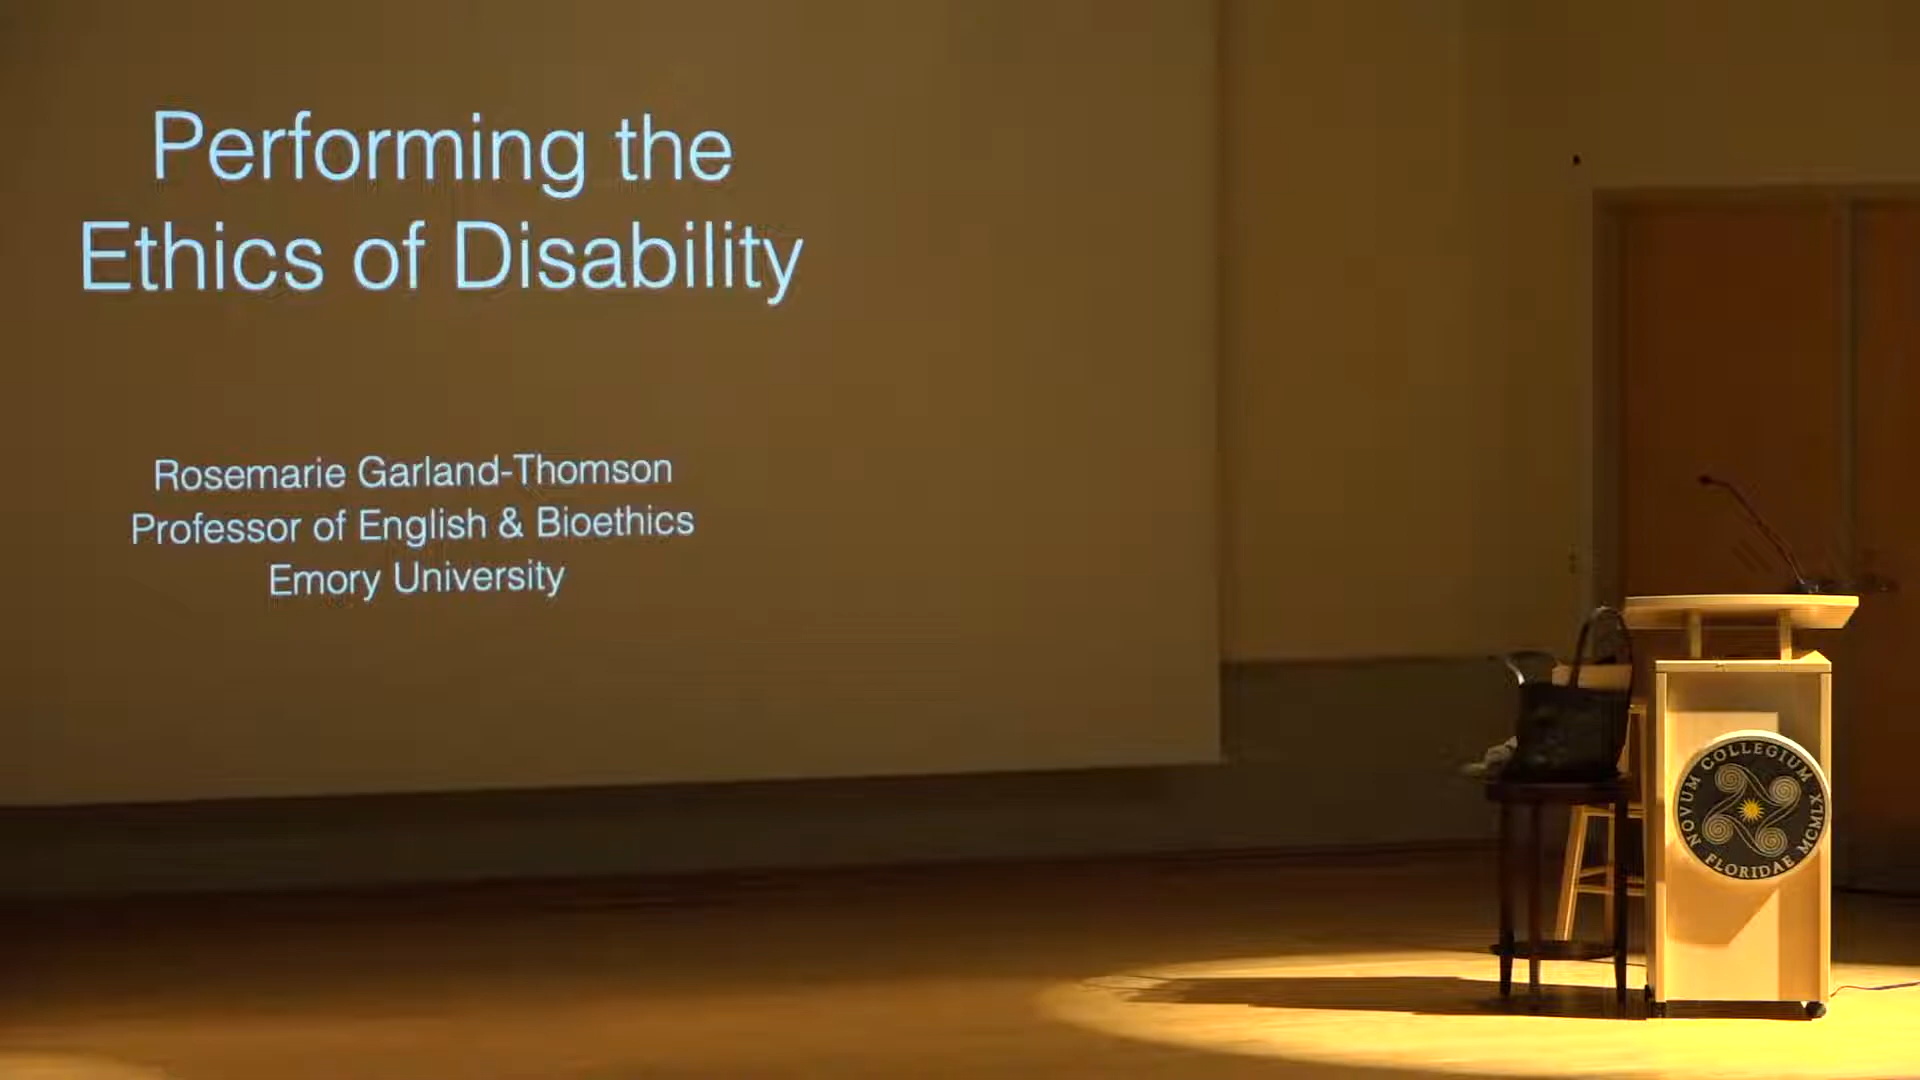 Performing the
Ethics of Disability
Rosemarie Garland-Thomson
Professor of English & Bioethics
Emory University
NOVUM COLLEGIUM
FLORIDAE MCMLX